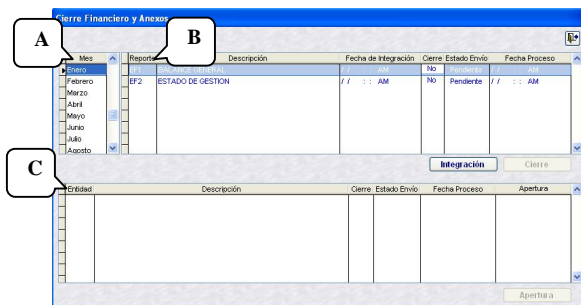 Cierre Financiero y Anexos
A
B
Mes Reporte Descripción Fecha de Integración Cierre Estado Envío Fecha Proceso
Enero EF1 BALANCE GENERAL / / : : AM No Pendiente / / : : AM
Febrero EF2 ESTADO DE GESTION / / : : AM No Pendiente / / : : AM
Marzo
Abril
Mayo
Junio
Julio
Agosto
Integración Cierre
C
Entidad Descripción Cierre Estado Envío Fecha Proceso Apertura
Apertura